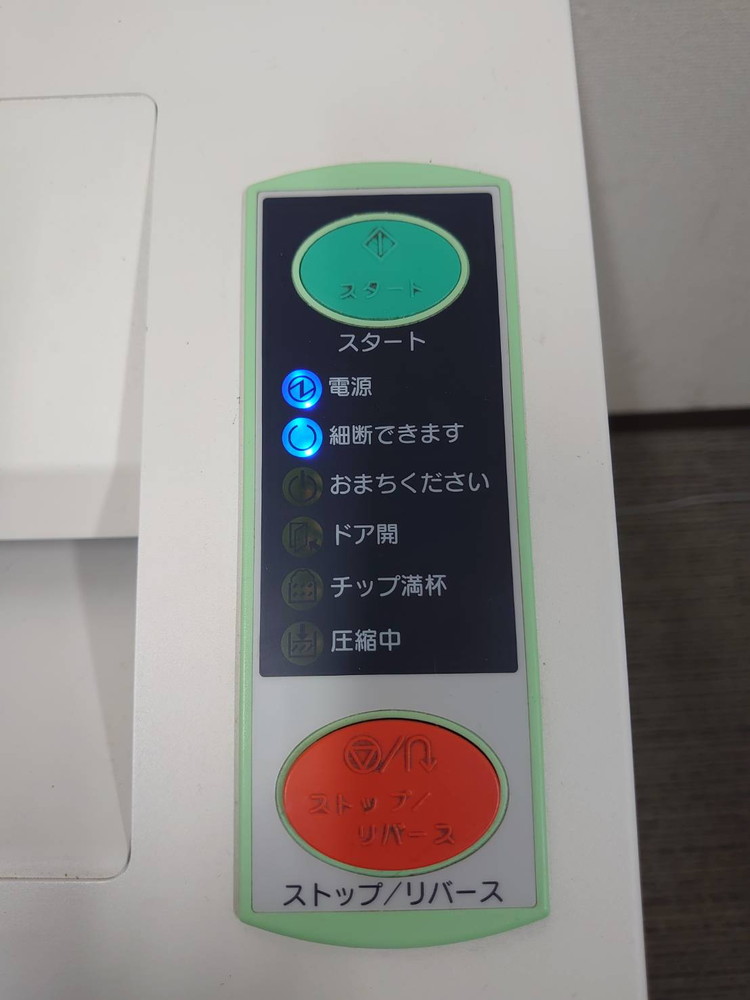 スタート
スタート
電源
細断できます
おまちください
ドア開
チップ満杯
圧縮中
ストップ/
リバース
ストップ/リバース